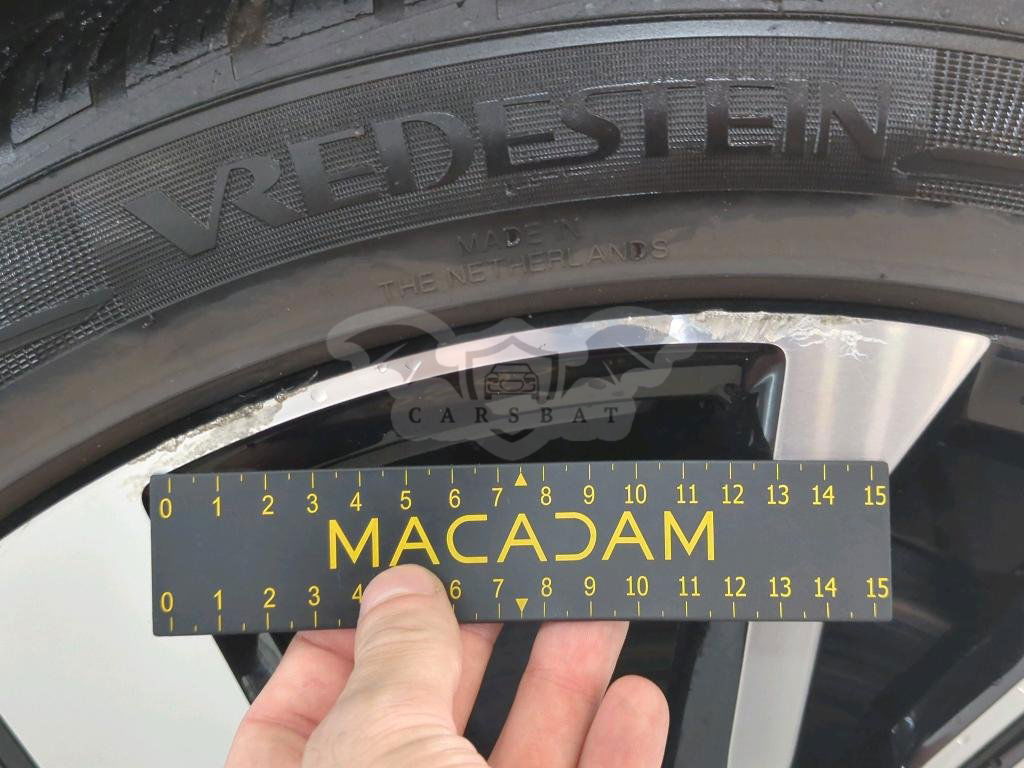 VREDESTEIN
MADE IN
THE NETHERLANDS
CARSBAT
0 1 2 3 4 5 6 7 8 9 10 11 12 13 14 15
MACADAM
0 1 2 3 4 6 7 8 9 10 11 12 13 14 15